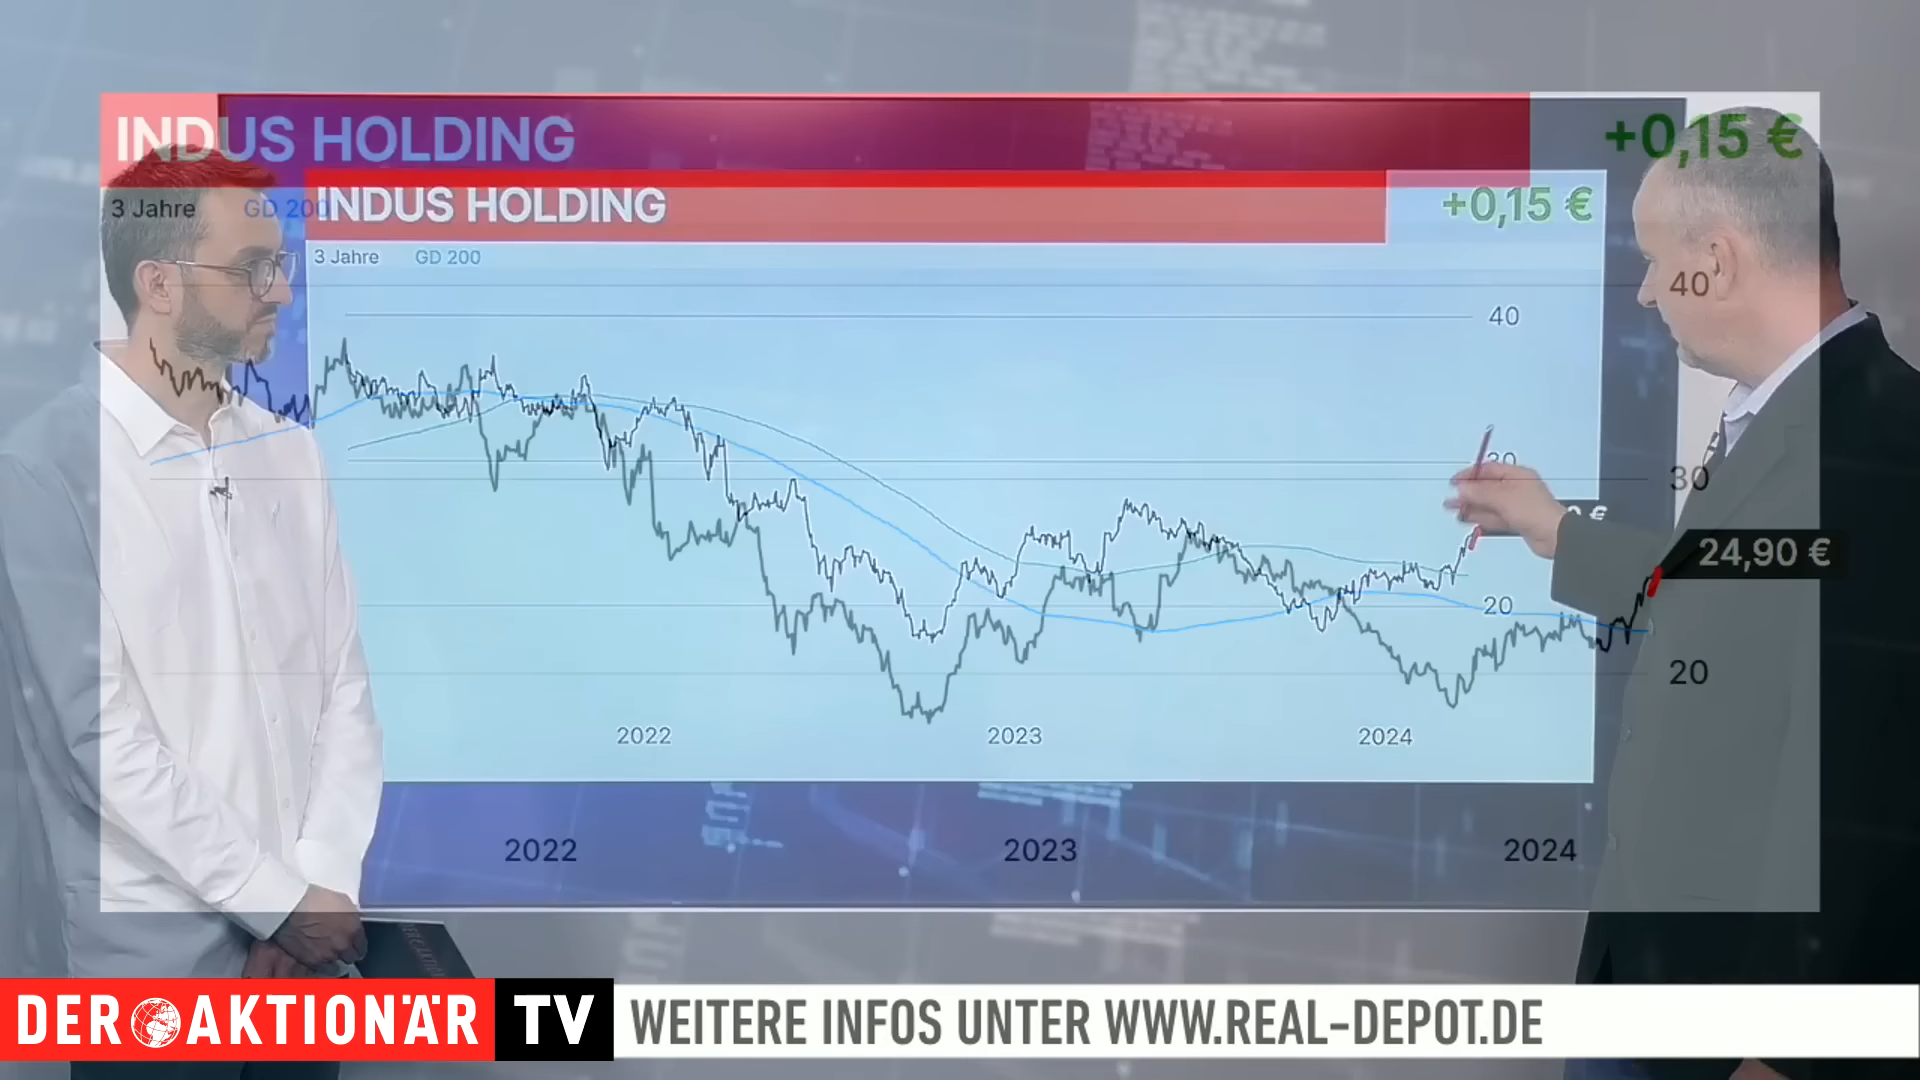 INDUS HOLDING
+0,15 €
3 Jahre
GD 200
INDUS HOLDING
+0,15 €
3 Jahre
GD 200
40
40
30
30
€
24,90 €
20
20
2022
2023
2024
2022
2023
2024
DER AKTIONÄR TV
WEITERE INFOS UNTER WWW.REAL-DEPOT.DE